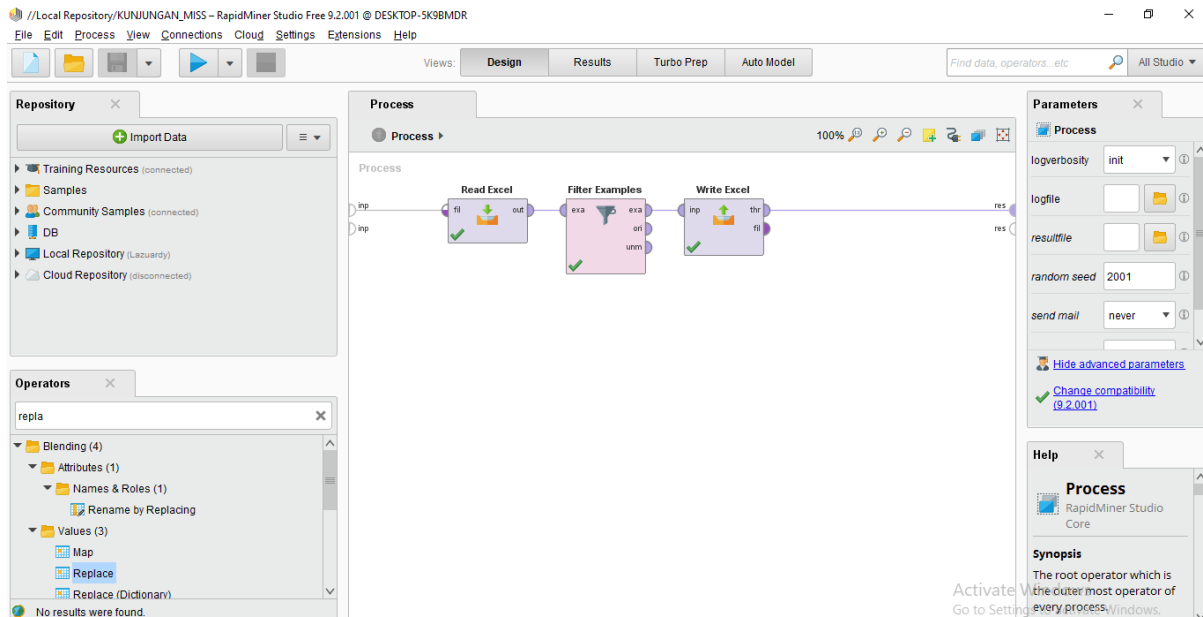 //Local Repository/KUNJUNGAN_MISS – RapidMiner Studio Free 9.2.001 @ DESKTOP-5K9BMDR
File Edit Process View Connections Cloud Settings Extensions Help
Views: Design Results Turbo Prep Auto Model
Find data, operators...etc
All Studio
Repository
Import Data
Training Resources (connected)
Samples
Community Samples (connected)
DB
Local Repository (Lazuardy)
Cloud Repository (disconnected)
Operators
repla
Blending (4)
Attributes (1)
Names & Roles (1)
Rename by Replacing
Values (3)
Map
Replace
Replace (Dictionary)
No results were found.
Process
Process
100%
Process
Read Excel Filter Examples Write Excel
inp fil out exa exa inp thr res
inp ori fil res
unm
Parameters
Process
logverbosity init
logfile
resultfile
random seed 2001
send mail never
Hide advanced parameters
Change compatibility
(9.2.001)
Help
Process
RapidMiner Studio
Core
Synopsis
The root operator which is
the outer most operator of
every process.
Activate Windows
Go to Settings to activate Windows.